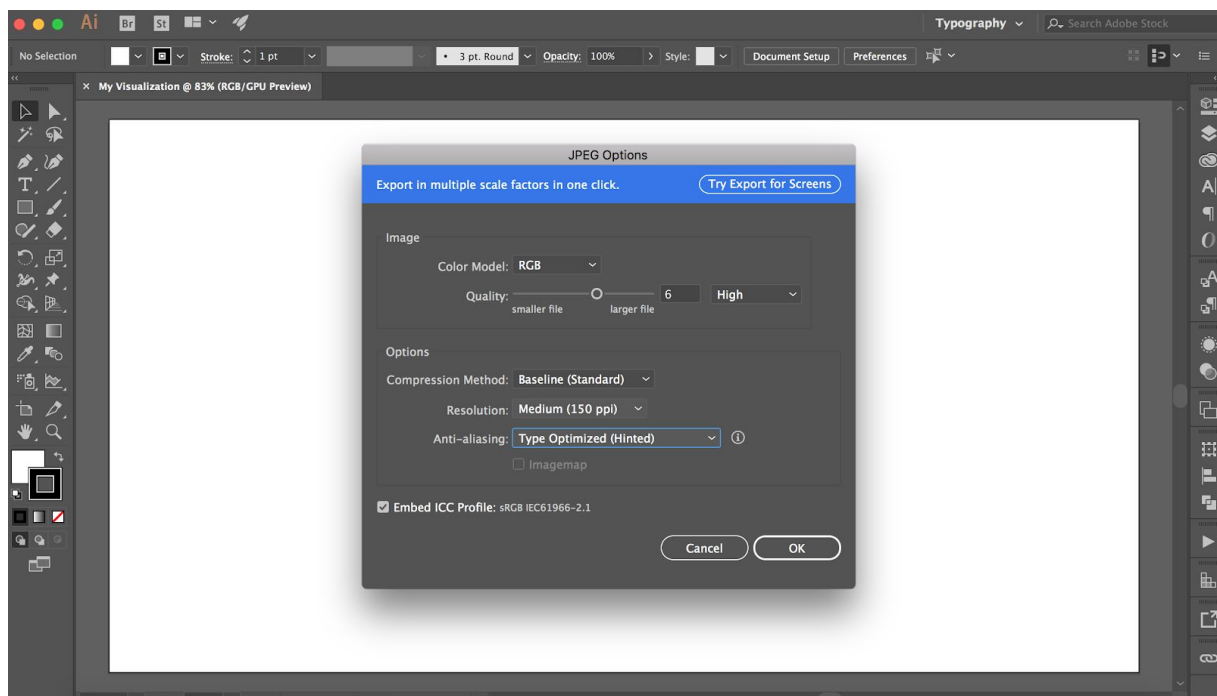 Ai Br St Typography Search Adobe Stock
No Selection Stroke: 1 pt 3 pt. Round Opacity: 100% Style: Document Setup Preferences
× My Visualization @ 83% (RGB/GPU Preview)
JPEG Options
Export in multiple scale factors in one click. Try Export for Screens
Image
Color Model: RGB
Quality: 6 High
smaller file larger file
Options
Compression Method: Baseline (Standard)
Resolution: Medium (150 ppi)
Anti-aliasing: Type Optimized (Hinted)
Imagemap
Embed ICC Profile: sRGB IEC61966-2.1
Cancel OK